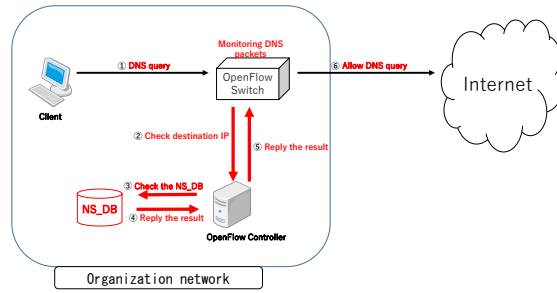 Monitoring DNS
packets
① DNS query
⑥ Allow DNS query
OpenFlow
Switch
Internet
Client
② Check destination IP
⑤ Reply the result
③ Check the NS_DB
NS_DB
④ Reply the result
OpenFlow Controller
Organization network